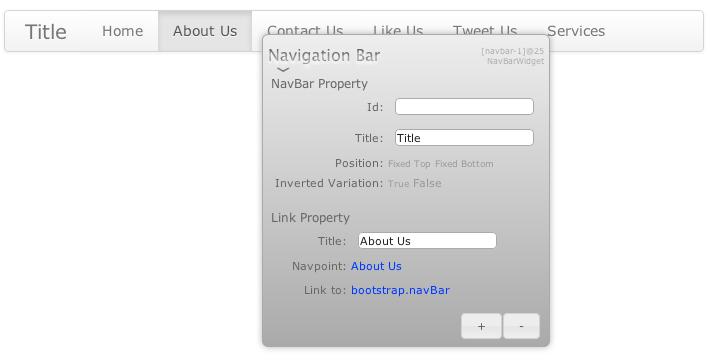 Title Home About Us Contact Us Like Us Tweet Us Services
Navigation Bar [navbar-1]@25
NavBarWidget
NavBar Property
Id:
Title: Title
Position: Fixed Top Fixed Bottom
Inverted Variation: True False
Link Property
Title: About Us
Navpoint: About Us
Link to: bootstrap.navBar
+ -